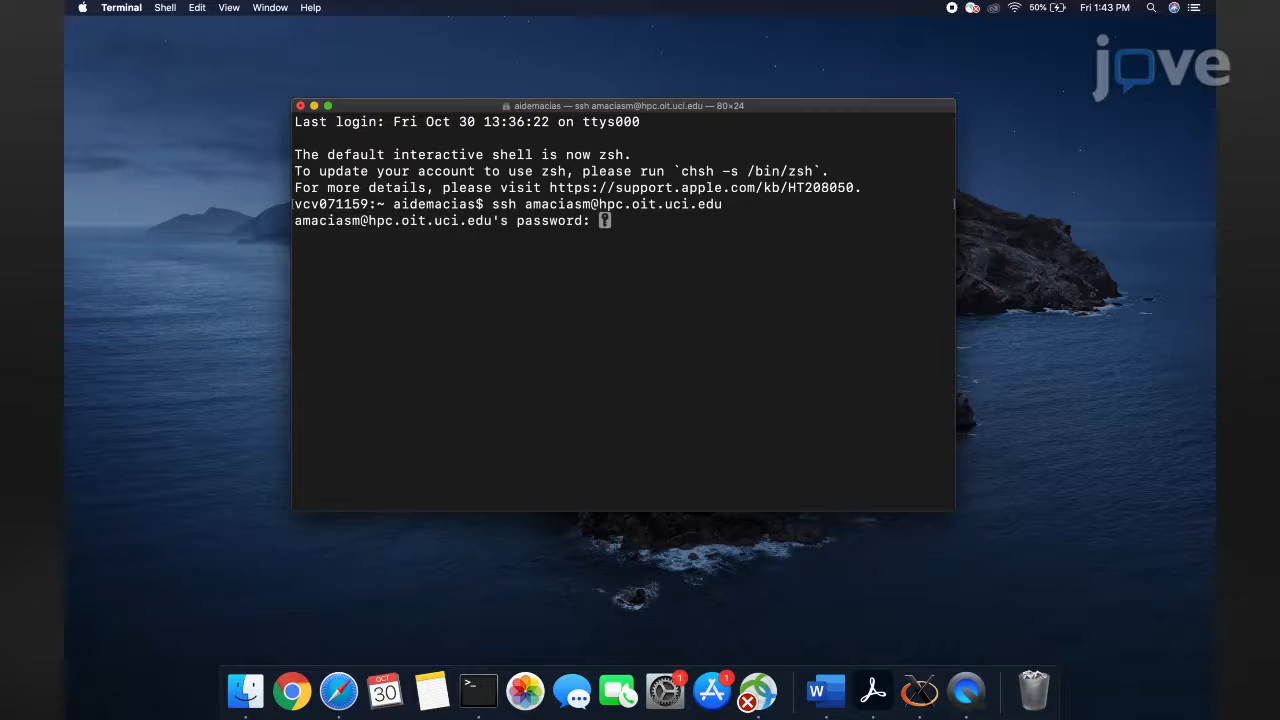 Terminal Shell Edit View Window Help 50% Fri 1:43 PM
jove
aidemacias — ssh amaciasm@hpc.oit.uci.edu — 80×24
Last login: Fri Oct 30 13:36:22 on ttys000
The default interactive shell is now zsh.
To update your account to use zsh, please run `chsh -s /bin/zsh`.
For more details, please visit https://support.apple.com/kb/HT208050.
vcv071159:~ aidemacias$ ssh amaciasm@hpc.oit.uci.edu
amaciasm@hpc.oit.uci.edu's password:
OCT
30
>_
1
1
W